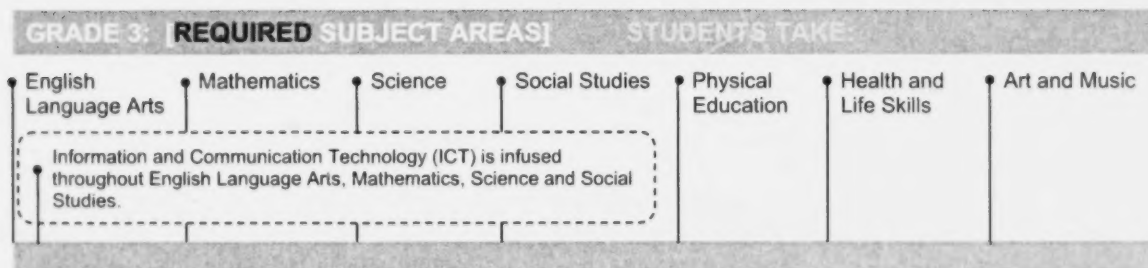 GRADE 3: [REQUIRED SUBJECT AREAS] STUDENTS TAKE:
English
Language Arts
Mathematics
Science
Social Studies
Physical
Education
Health and
Life Skills
Art and Music
Information and Communication Technology (ICT) is infused
throughout English Language Arts, Mathematics, Science and Social
Studies.